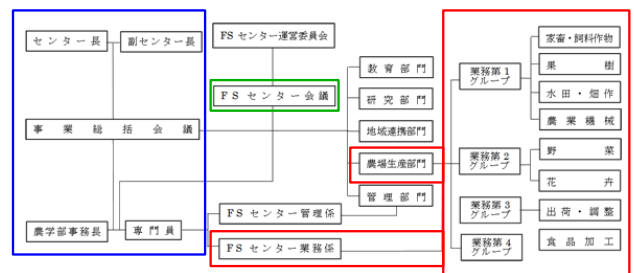 センター長
副センター長
FSセンター運営委員会
FSセンター会議
事業総括会議
農学部事務長
専門員
FSセンター管理係
FSセンター業務係
教育部門
研究部門
地域連携部門
農場生産部門
管理部門
業務第1
グループ
業務第2
グループ
業務第3
グループ
業務第4
グループ
家畜・飼料作物
果樹
水田・畑作
農業機械
野菜
花卉
出荷・調整
食品加工